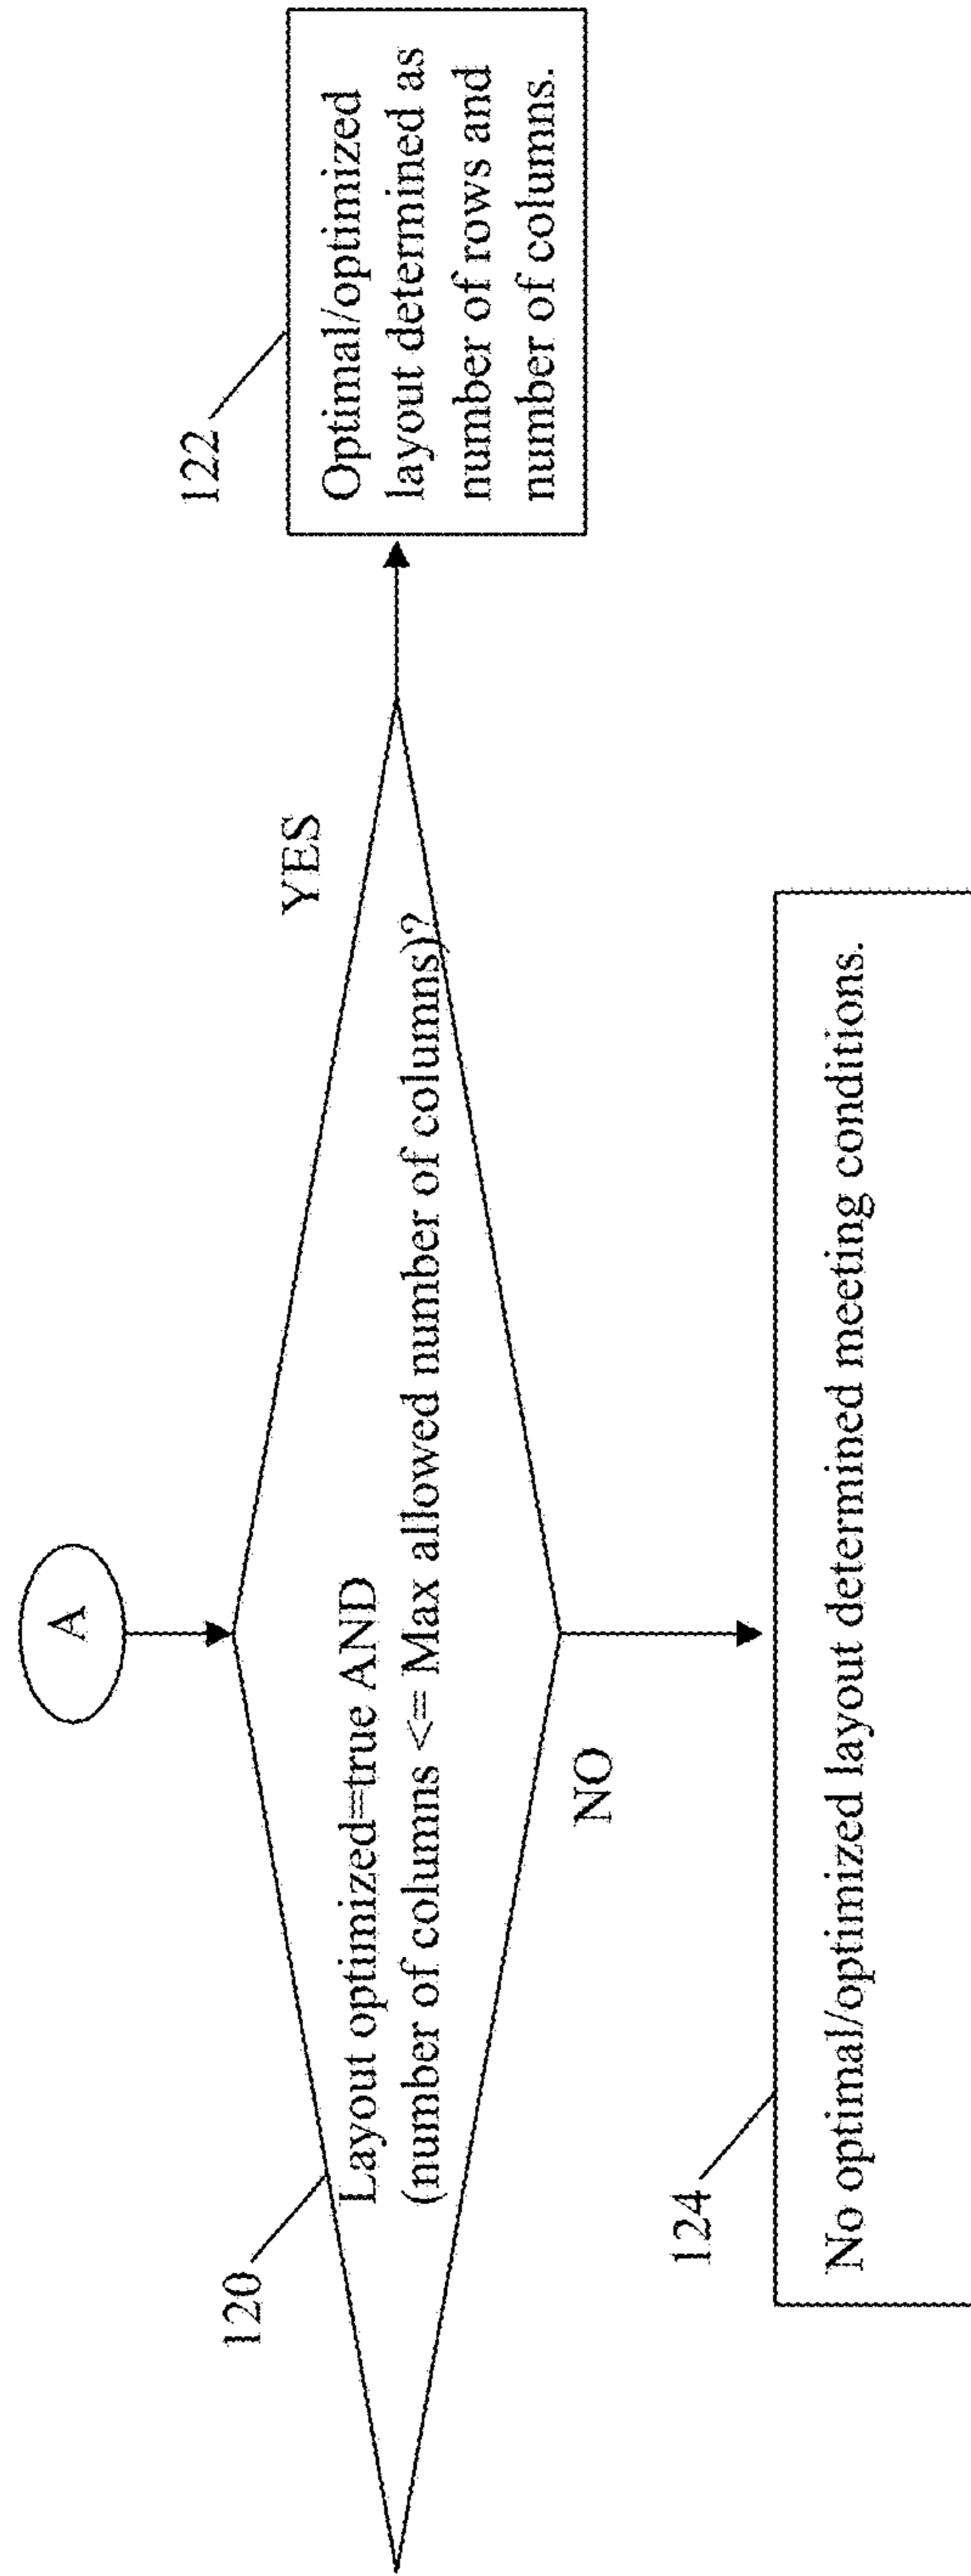 A
120
Layout optimized=true AND
(number of columns <= Max allowed number of columns)?
YES
122
Optimal/optimized
layout determined as
number of rows and
number of columns.
NO
124
No optimal/optimized layout determined meeting conditions.